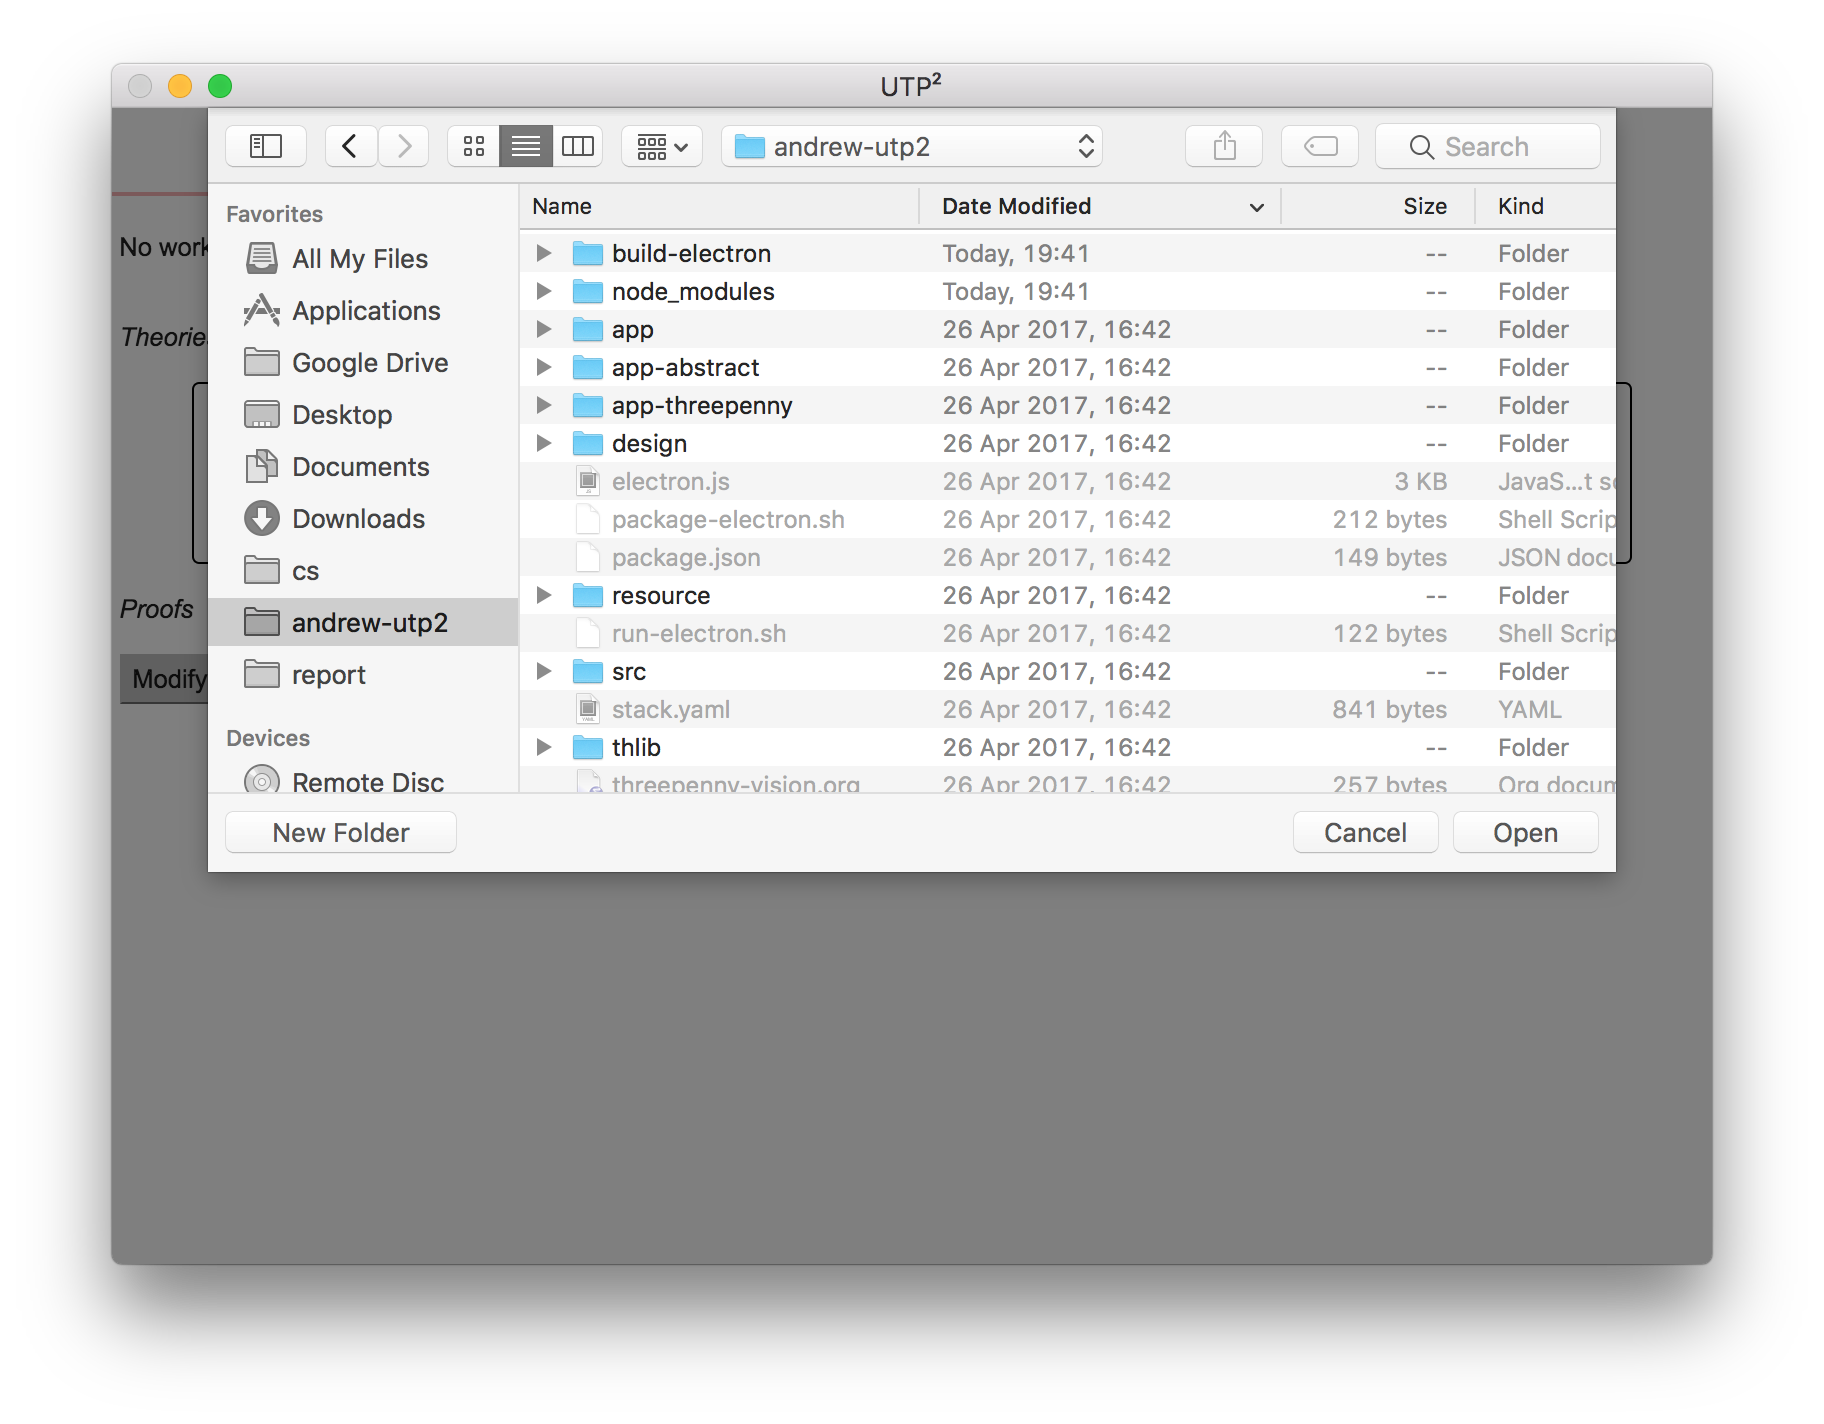 UTP²
andrew-utp2
Search
Favorites
All My Files
Applications
Google Drive
Desktop
Documents
Downloads
cs
andrew-utp2
report
Devices
Remote Disc
Name Date Modified Size Kind
build-electron Today, 19:41 -- Folder
node_modules Today, 19:41 -- Folder
app 26 Apr 2017, 16:42 -- Folder
app-abstract 26 Apr 2017, 16:42 -- Folder
app-threepenny 26 Apr 2017, 16:42 -- Folder
design 26 Apr 2017, 16:42 -- Folder
electron.js 26 Apr 2017, 16:42 3 KB JavaS...t sc
package-electron.sh 26 Apr 2017, 16:42 212 bytes Shell Scrip
package.json 26 Apr 2017, 16:42 149 bytes JSON docu
resource 26 Apr 2017, 16:42 -- Folder
run-electron.sh 26 Apr 2017, 16:42 122 bytes Shell Scrip
src 26 Apr 2017, 16:42 -- Folder
stack.yaml 26 Apr 2017, 16:42 841 bytes YAML
thlib 26 Apr 2017, 16:42 -- Folder
threepenny-vision.org 26 Apr 2017, 16:42 257 bytes Org docum
New Folder
Cancel
Open
No work
Theories
Proofs
Modify